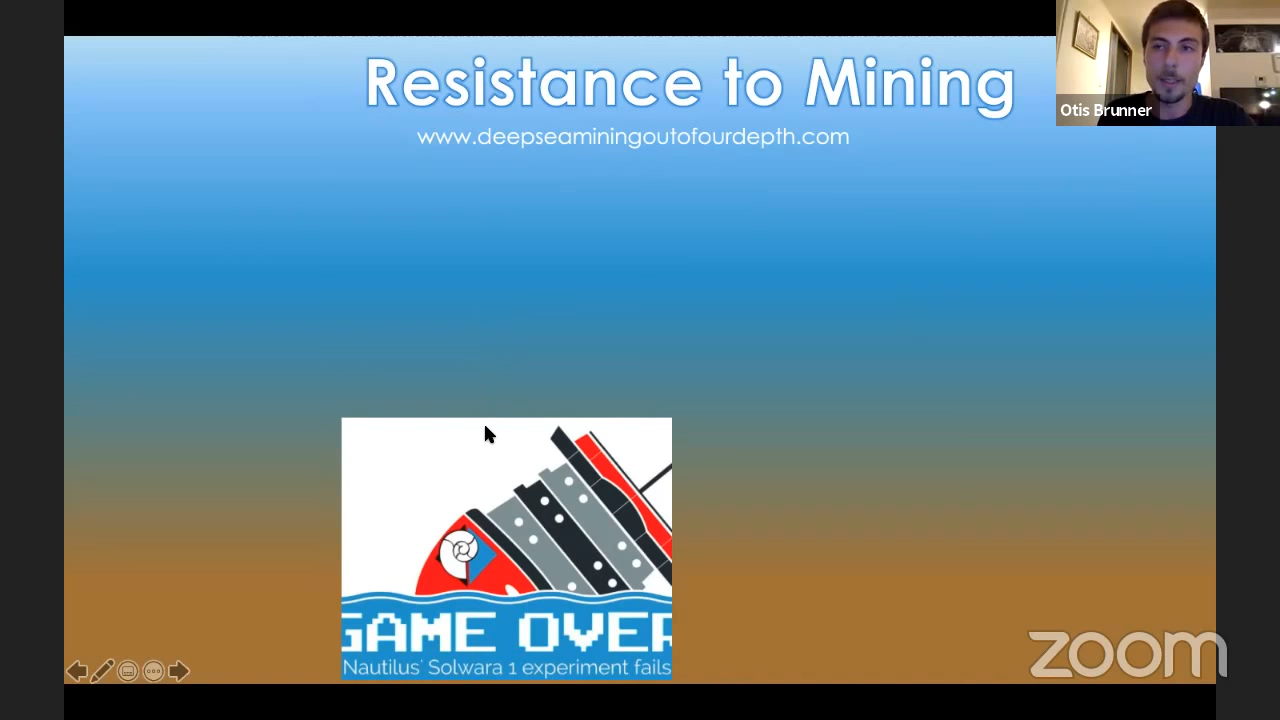 Resistance to Mining
www.deepseaminingoutofourdepth.com
Otis Brunner
GAME OVER
Nautilus' Solwara 1 experiment fails
zoom